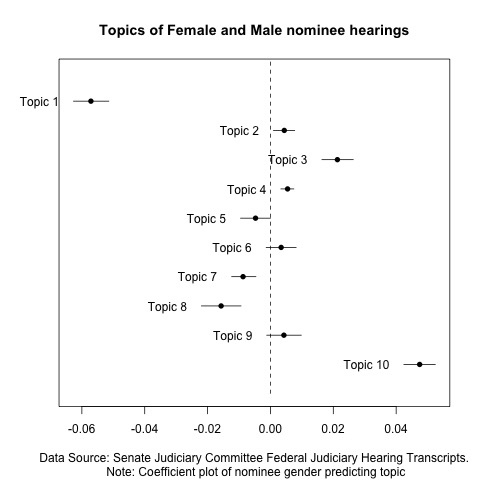 Topics of Female and Male nominee hearings
Topic 1
Topic 2
Topic 3
Topic 4
Topic 5
Topic 6
Topic 7
Topic 8
Topic 9
Topic 10
-0.06 -0.04 -0.02 0.00 0.02 0.04
Data Source: Senate Judiciary Committee Federal Judiciary Hearing Transcripts.
Note: Coefficient plot of nominee gender predicting topic